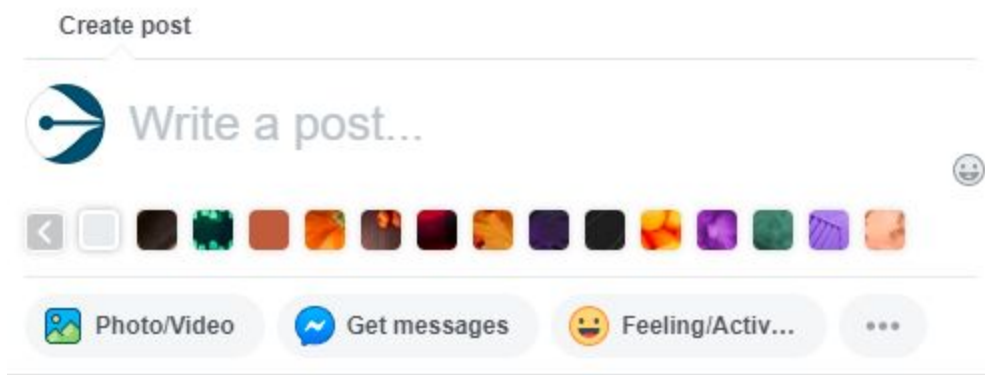 Create post
Write a post...
Photo/Video
Get messages
Feeling/Activ...